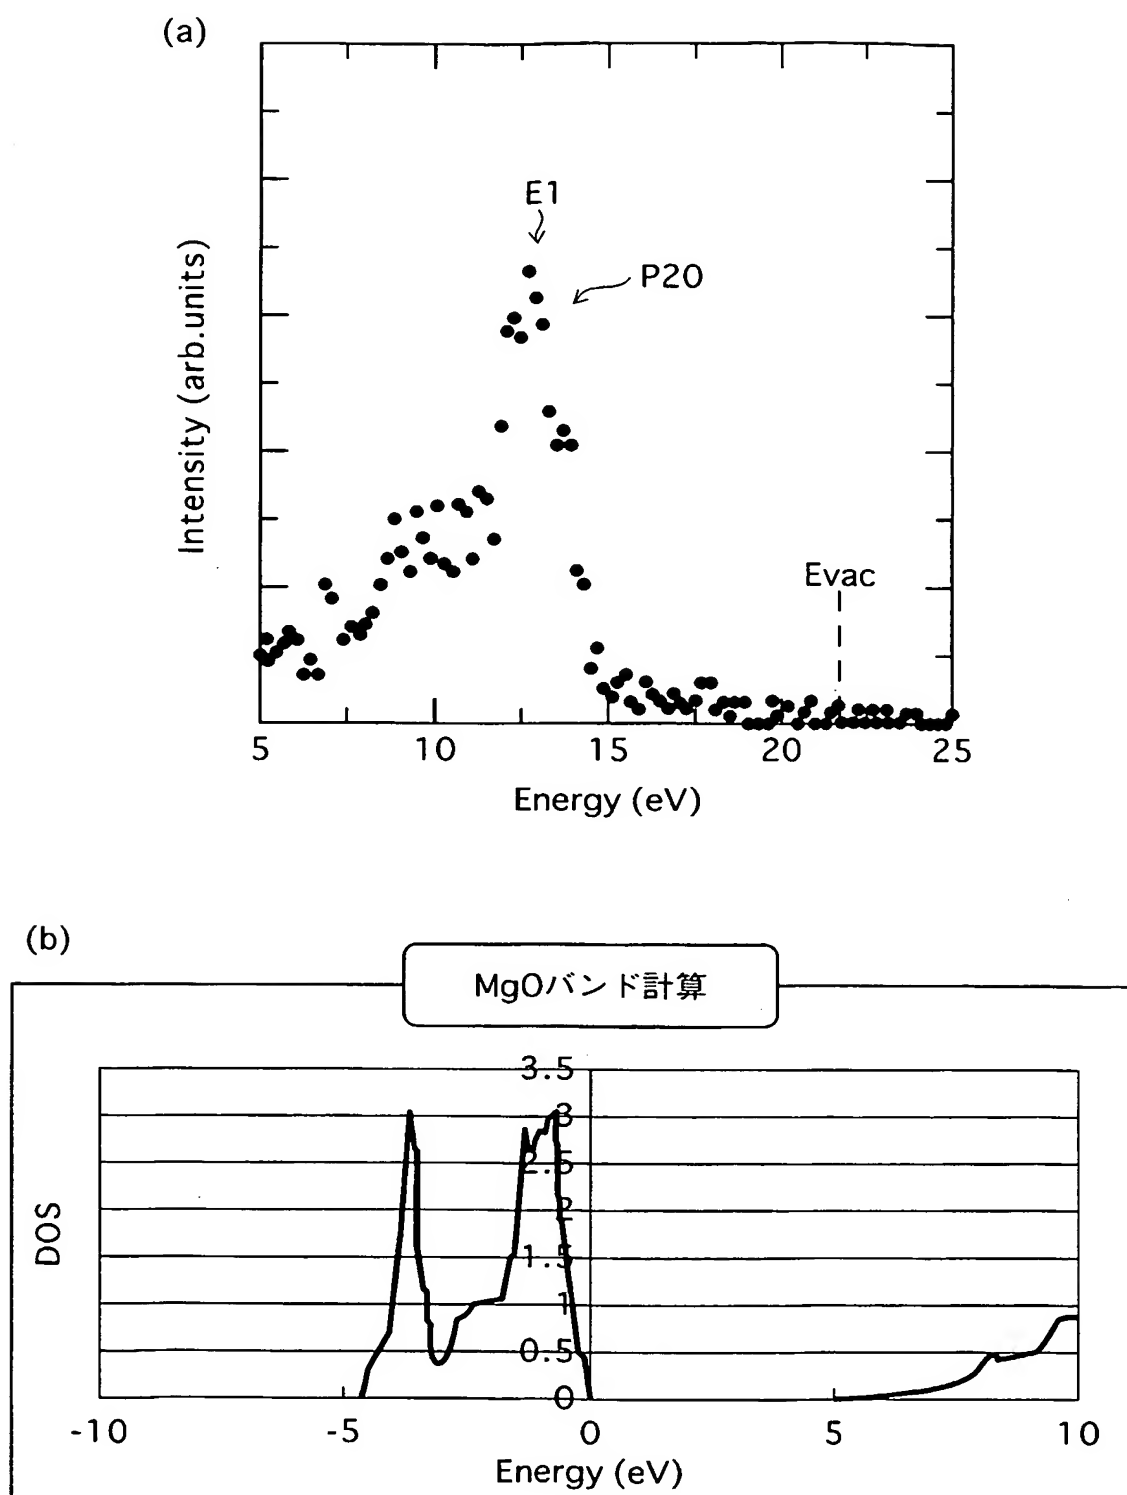 (a)
E1
P20
Evac
Intensity (arb.units)
5 10 15 20 25
Energy (eV)
(b)
MgOバンド計算
3.5
3
2.5
2
1.5
1
0.5
0
DOS
-10 -5 0 5 10
Energy (eV)